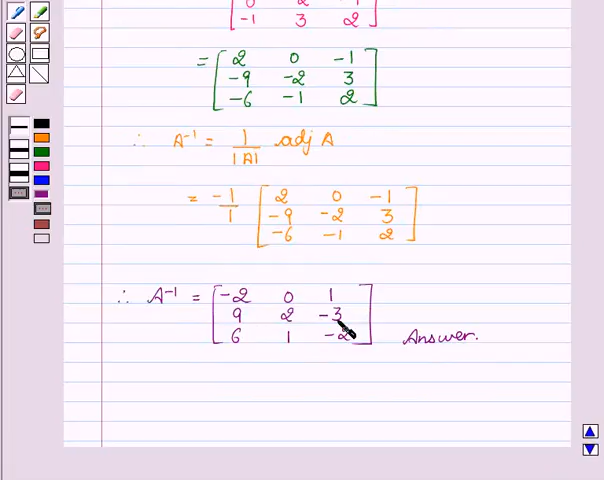 -1 3 2
= [ 2 0 -1
-9 -2 3
-6 -1 2 ]
∴ A⁻¹ = 1/|A| adj A
= -1/1 [ 2 0 -1
-9 -2 3
-6 -1 2 ]
∴ A⁻¹ = [ -2 0 1
9 2 -3
6 1 -2 ] Answer.